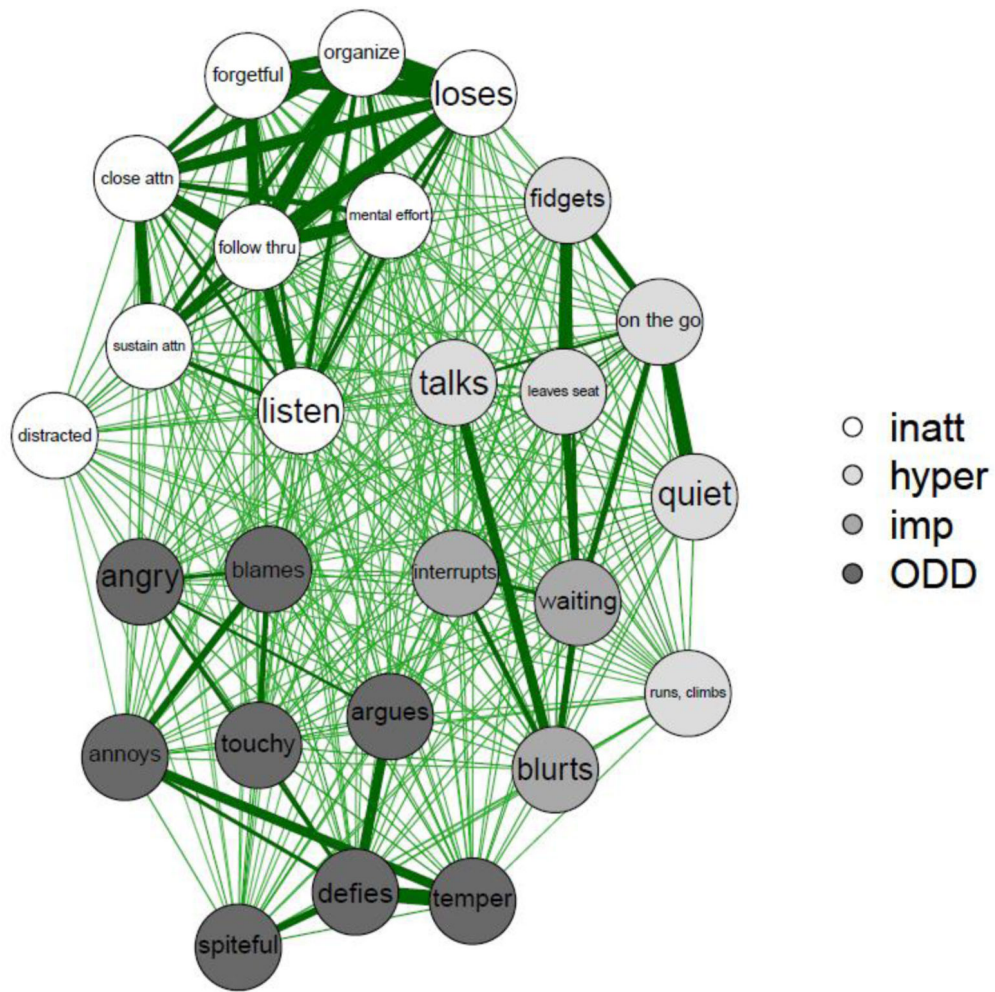 organize
forgetful
loses
close attn
mental effort
fidgets
follow thru
on the go
sustain attn
talks
leaves seat
listen
distracted
quiet
angry
blames
interrupts
waiting
runs, climbs
argues
annoys
touchy
blurts
defies
temper
spiteful
inatt
hyper
imp
ODD